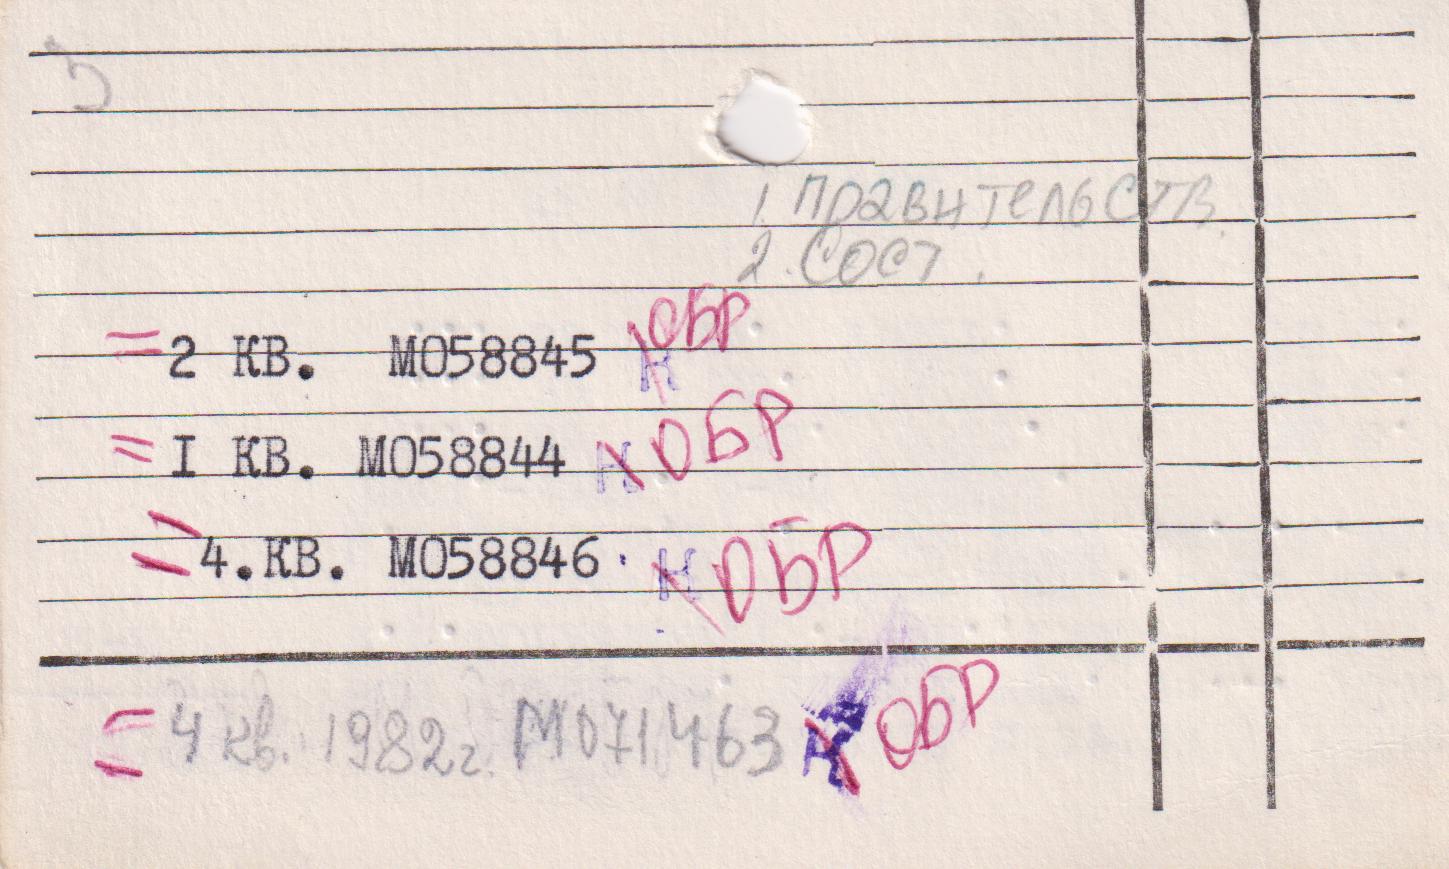 1. Правительств.
2. Сост.
= 2 КВ. М058845 Н ОБР
= I КВ. М058844 Н ОБР
= 4.КВ. М058846 Н ОБР
= 4 кв. 1982г. М071463 Н ОБР